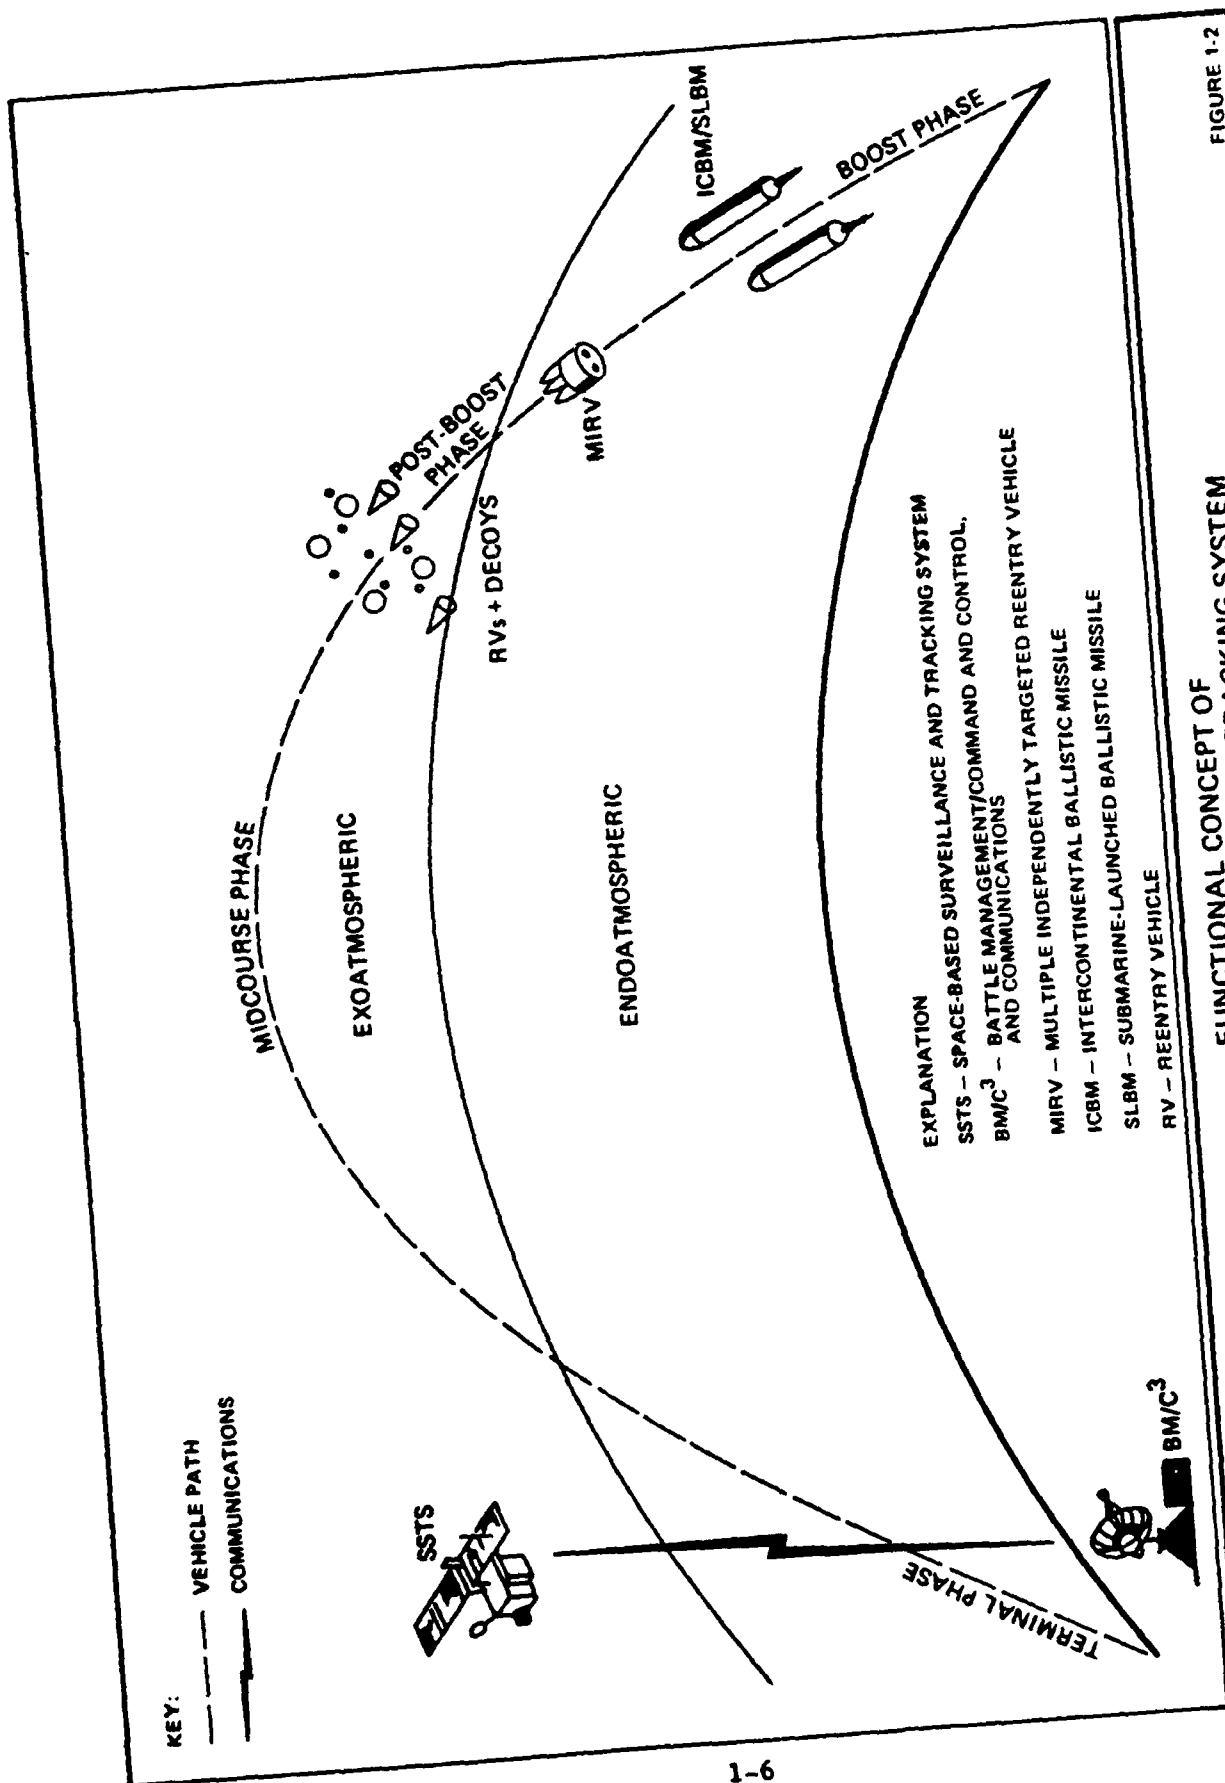 KEY:
VEHICLE PATH
COMMUNICATIONS
SSTS
MIDCOURSE PHASE
EXOATMOSPHERIC
ENDOATMOSPHERIC
POST-BOOST
PHASE
RVs + DECOYS
MIRV
ICBM/SLBM
BOOST PHASE
TERMINAL PHASE
BM/C³
EXPLANATION
SSTS – SPACE-BASED SURVEILLANCE AND TRACKING SYSTEM
BM/C³ – BATTLE MANAGEMENT/COMMAND AND CONTROL,
AND COMMUNICATIONS
MIRV – MULTIPLE INDEPENDENTLY TARGETED REENTRY VEHICLE
ICBM – INTERCONTINENTAL BALLISTIC MISSILE
SLBM – SUBMARINE-LAUNCHED BALLISTIC MISSILE
RV – REENTRY VEHICLE
FUNCTIONAL CONCEPT OF
TRACKING SYSTEM
FIGURE 1-2
1-6